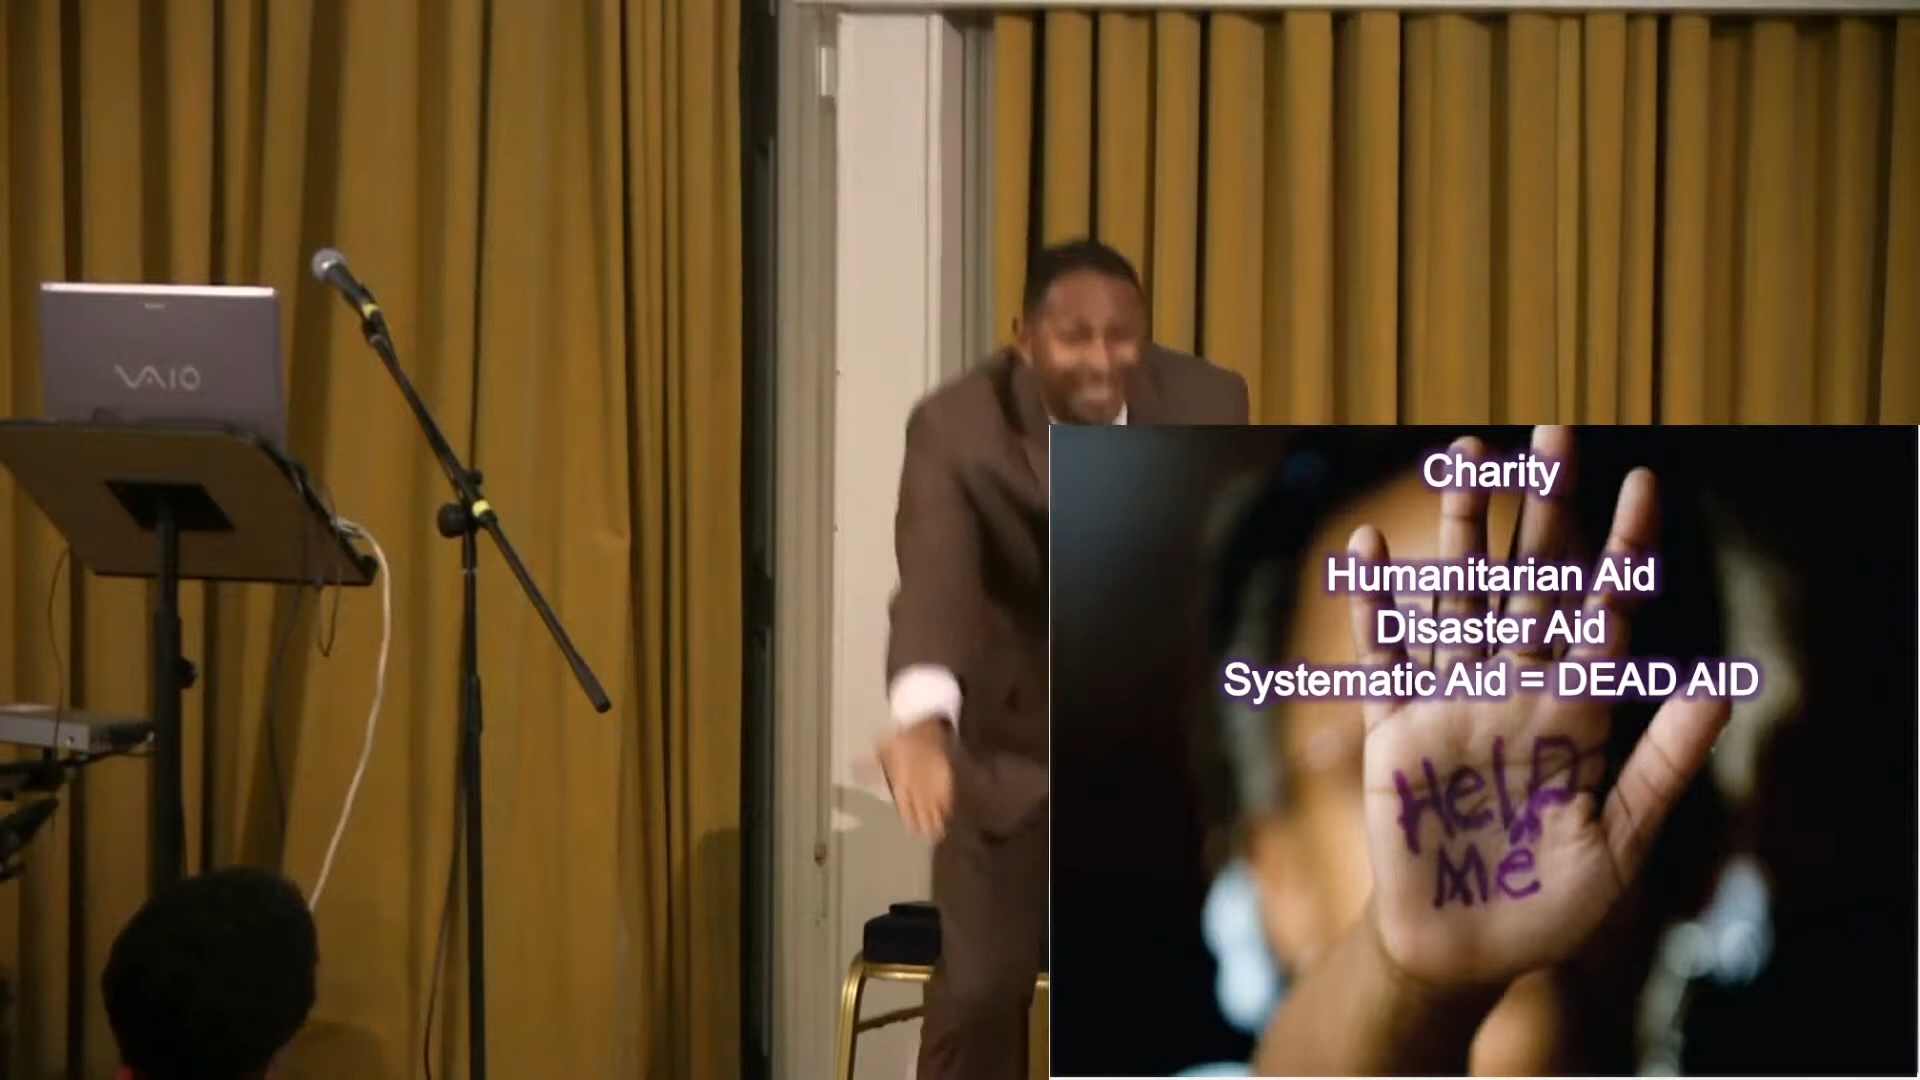 VAIO
Charity
Humanitarian Aid
Disaster Aid
Systematic Aid = DEAD AID
Help
Me